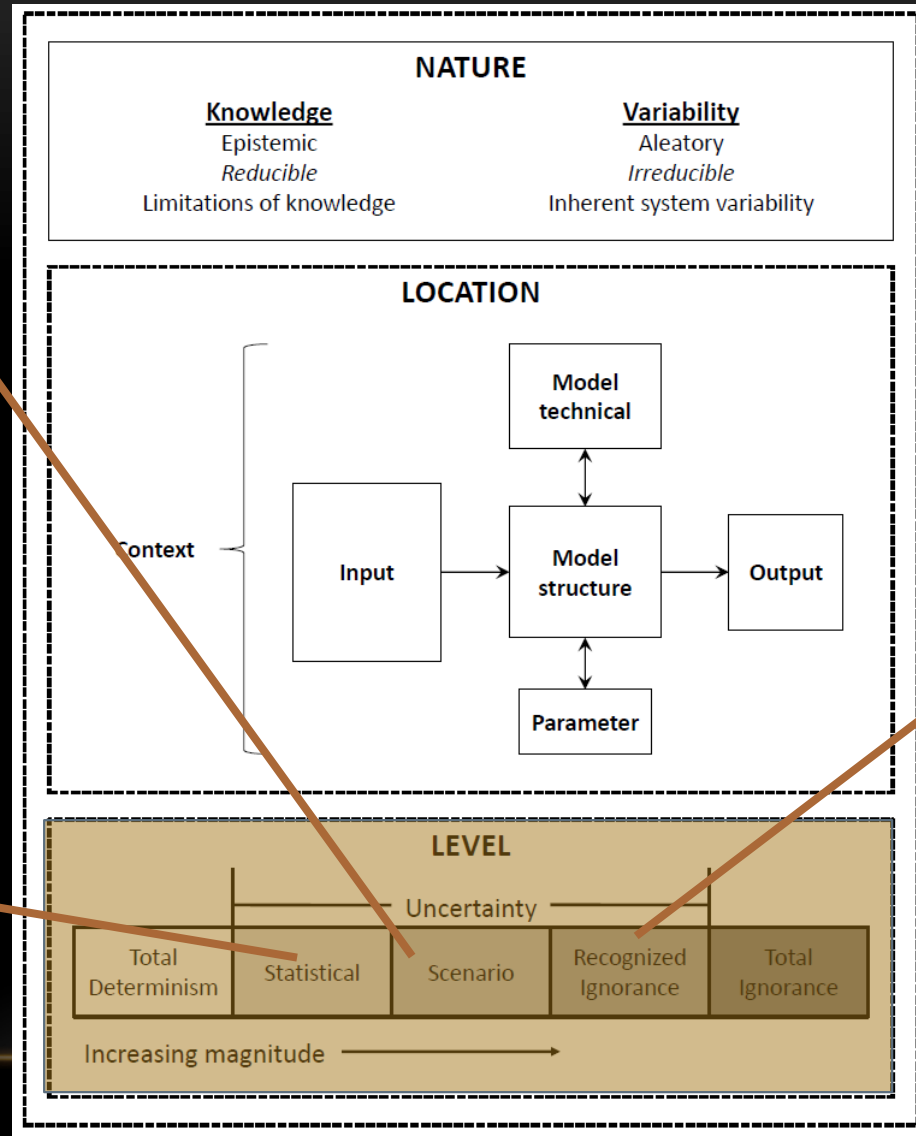 NATURE
Knowledge
Epistemic
Reducible
Limitations of knowledge
Variability
Aleatory
Irreducible
Inherent system variability
LOCATION
Context
Input
Model
technical
Model
structure
Parameter
Output
LEVEL
Uncertainty
Total
Determinism
Statistical
Scenario
Recognized
Ignorance
Total
Ignorance
Increasing magnitude